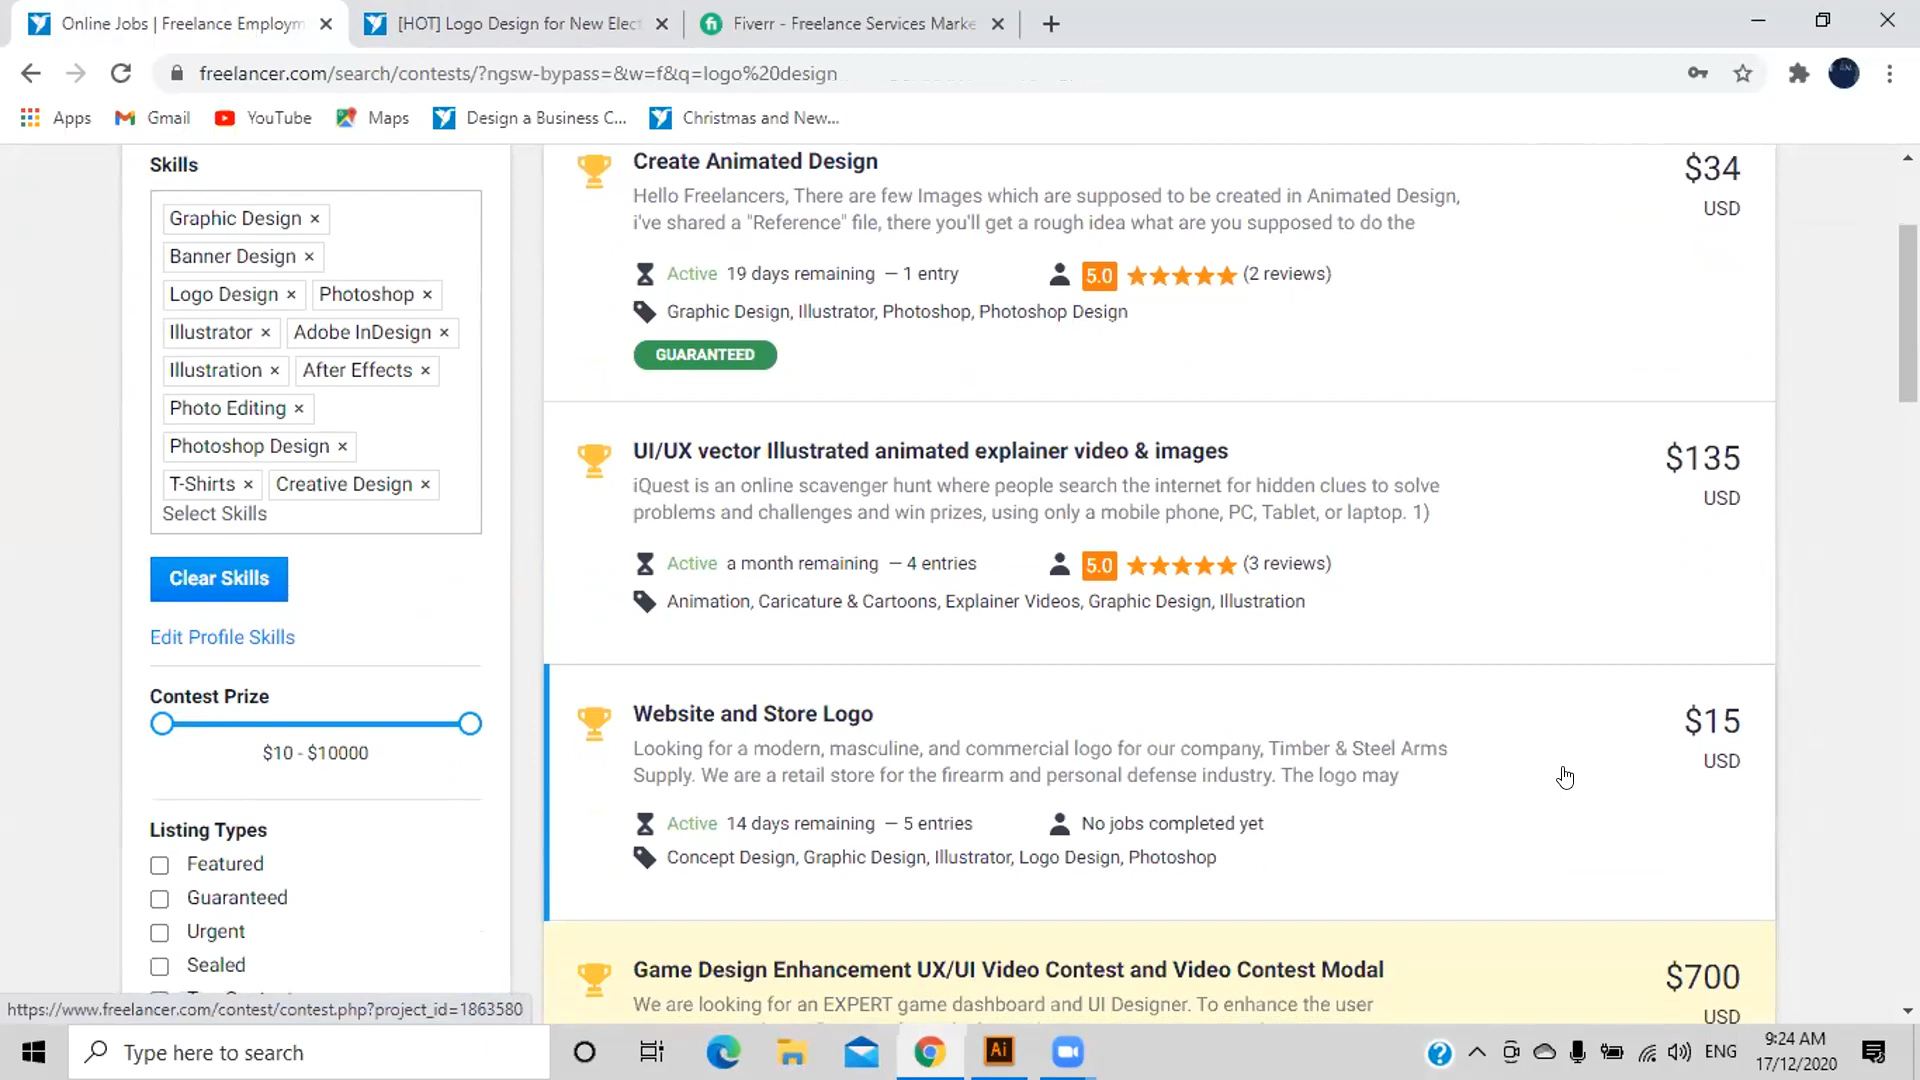 Online Jobs | Freelance Employm
[HOT] Logo Design for New Elect
Fiverr - Freelance Services Marke
freelancer.com/search/contests/?ngsw-bypass=&w=f&q=logo%20design
Apps
Gmail
YouTube
Maps
Design a Business C...
Christmas and New...
Skills
Graphic Design ×
Banner Design ×
Logo Design × Photoshop ×
Illustrator × Adobe InDesign ×
Illustration × After Effects ×
Photo Editing ×
Photoshop Design ×
T-Shirts × Creative Design ×
Select Skills
Clear Skills
Edit Profile Skills
Contest Prize
$10 - $10000
Listing Types
Featured
Guaranteed
Urgent
Sealed
Create Animated Design
$34
USD
Hello Freelancers, There are few Images which are supposed to be created in Animated Design,
i've shared a "Reference" file, there you'll get a rough idea what are you supposed to do the
Active 19 days remaining — 1 entry
5.0 (2 reviews)
Graphic Design, Illustrator, Photoshop, Photoshop Design
GUARANTEED
UI/UX vector Illustrated animated explainer video & images
$135
USD
iQuest is an online scavenger hunt where people search the internet for hidden clues to solve
problems and challenges and win prizes, using only a mobile phone, PC, Tablet, or laptop. 1)
Active a month remaining — 4 entries
5.0 (3 reviews)
Animation, Caricature & Cartoons, Explainer Videos, Graphic Design, Illustration
Website and Store Logo
$15
USD
Looking for a modern, masculine, and commercial logo for our company, Timber & Steel Arms
Supply. We are a retail store for the firearm and personal defense industry. The logo may
Active 14 days remaining — 5 entries
No jobs completed yet
Concept Design, Graphic Design, Illustrator, Logo Design, Photoshop
Game Design Enhancement UX/UI Video Contest and Video Contest Modal
$700
USD
We are looking for an EXPERT game dashboard and UI Designer. To enhance the user
https://www.freelancer.com/contest/contest.php?project_id=1863580
Type here to search
Ai
ENG
9:24 AM
17/12/2020